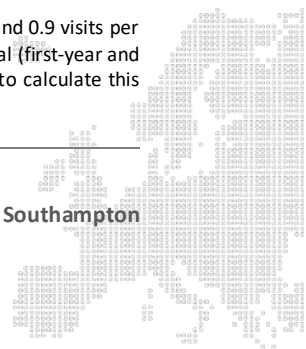 nd 0.9 visits per
al (first-year and
to calculate this
Southampton